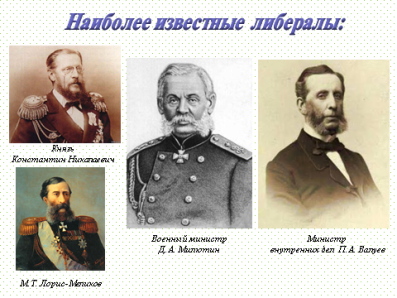 Наиболее известные либералы:
Князь
Константин Николаевич
Военный министр
Д. А. Милютин
Министр
внутренних дел П. А. Валуев
М. Т. Лорис-Меликов